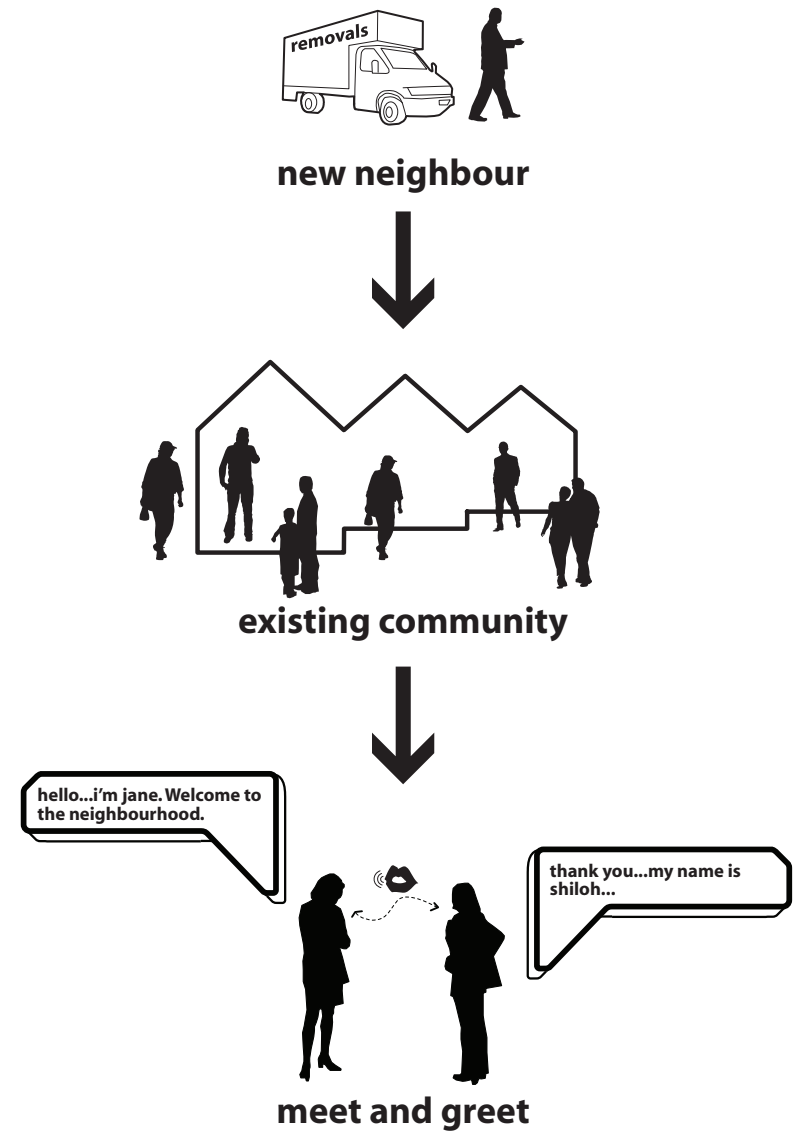 removals
new neighbour
existing community
hello...i'm jane. Welcome to
the neighbourhood.
thank you...my name is
shiloh...
meet and greet